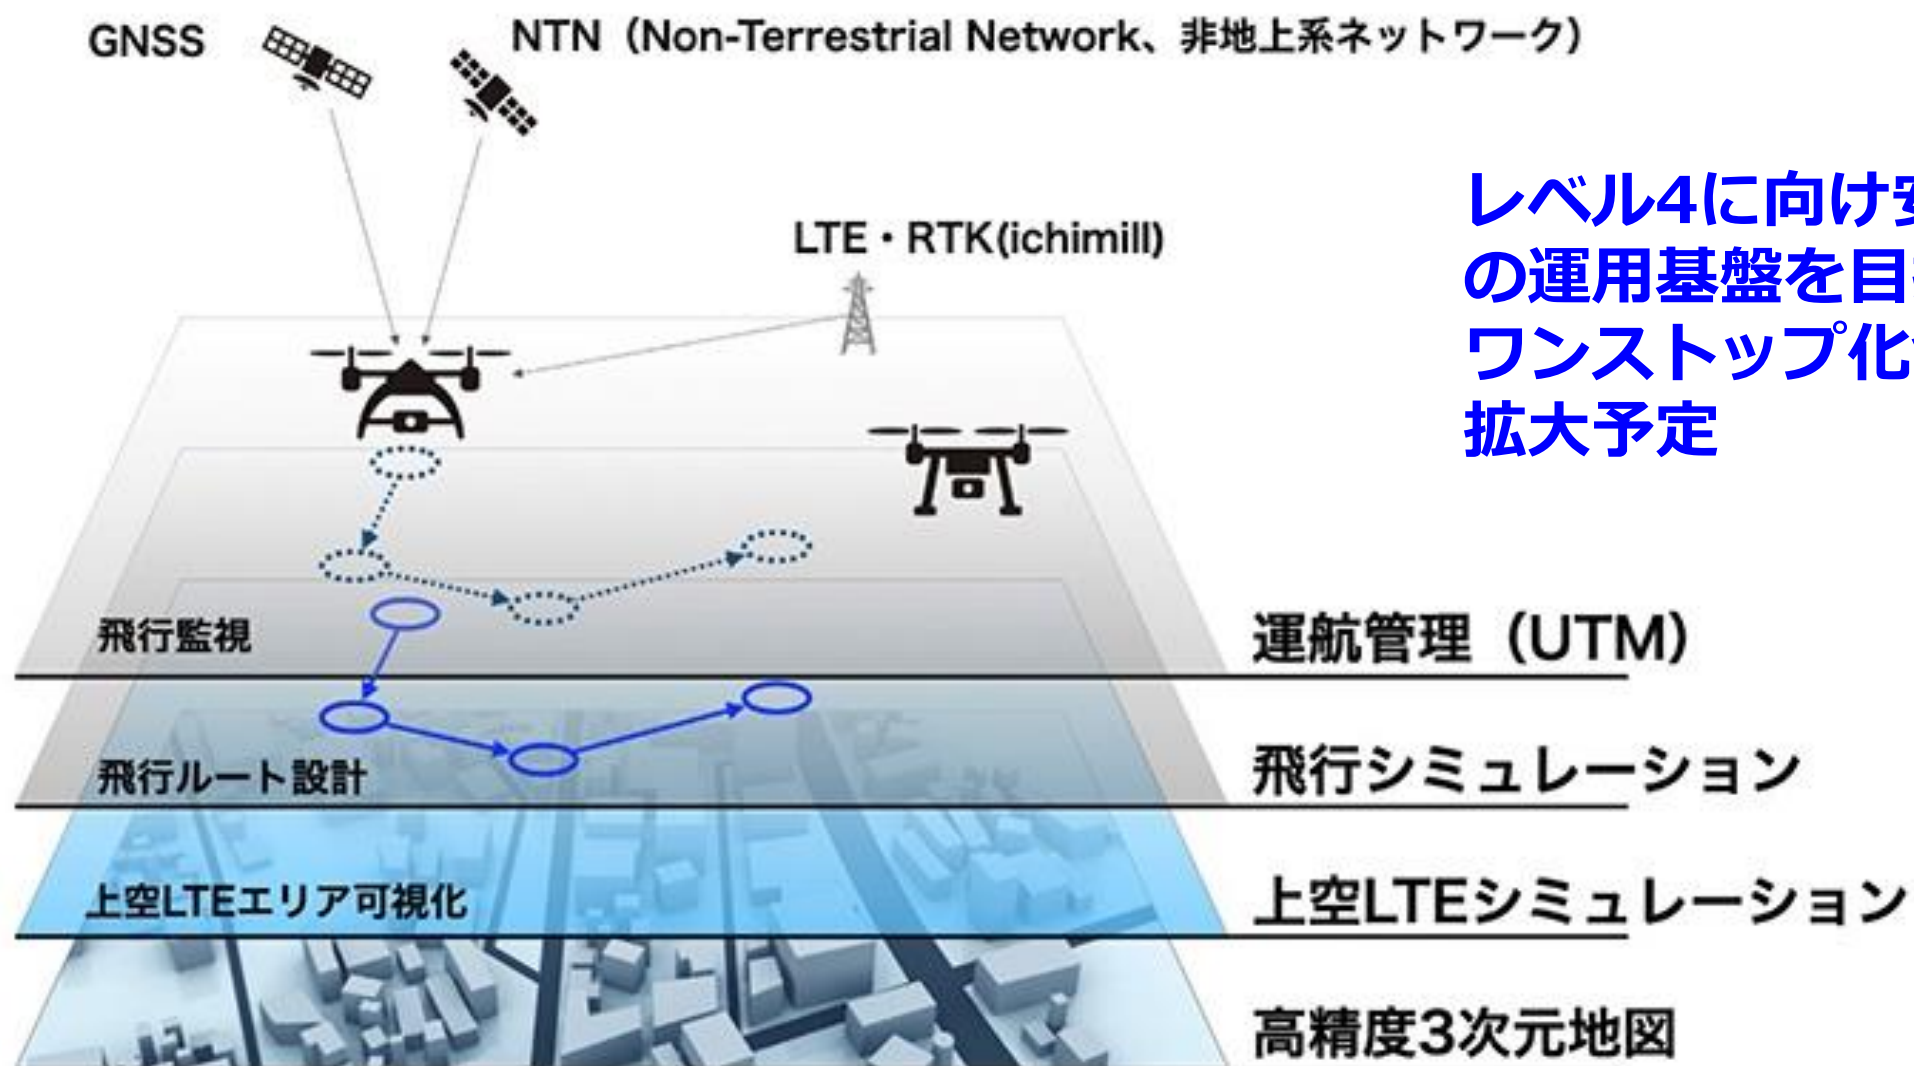 GNSS
NTN（Non-Terrestrial Network、非地上系ネットワーク）
LTE・RTK(ichimill)
レベル4に向け
の運用基盤を目
ワンストップ化
拡大予定
飛行監視
運航管理（UTM）
飛行ルート設計
飛行シミュレーション
上空LTEエリア可視化
上空LTEシミュレーション
高精度3次元地図